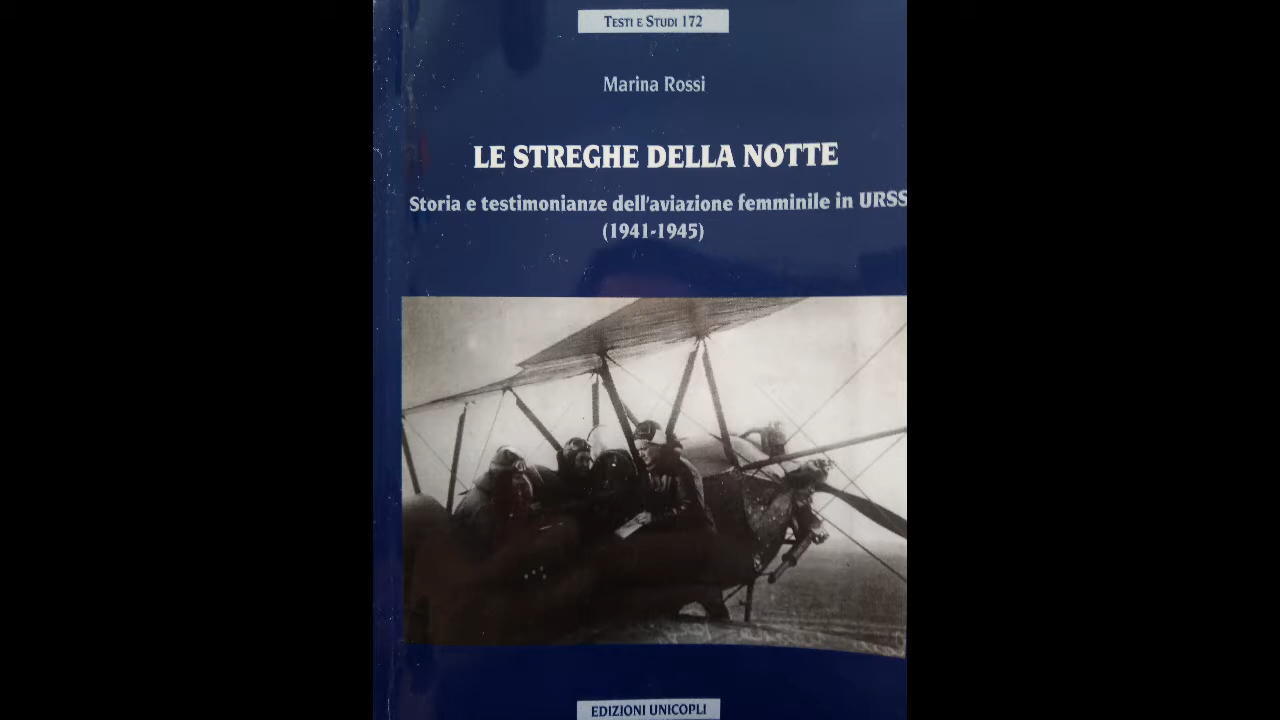 TESTI E STUDI 172
Marina Rossi
LE STREGHE DELLA NOTTE
Storia e testimonianze dell'aviazione femminile in URSS
(1941-1945)
EDIZIONI UNICOPLI